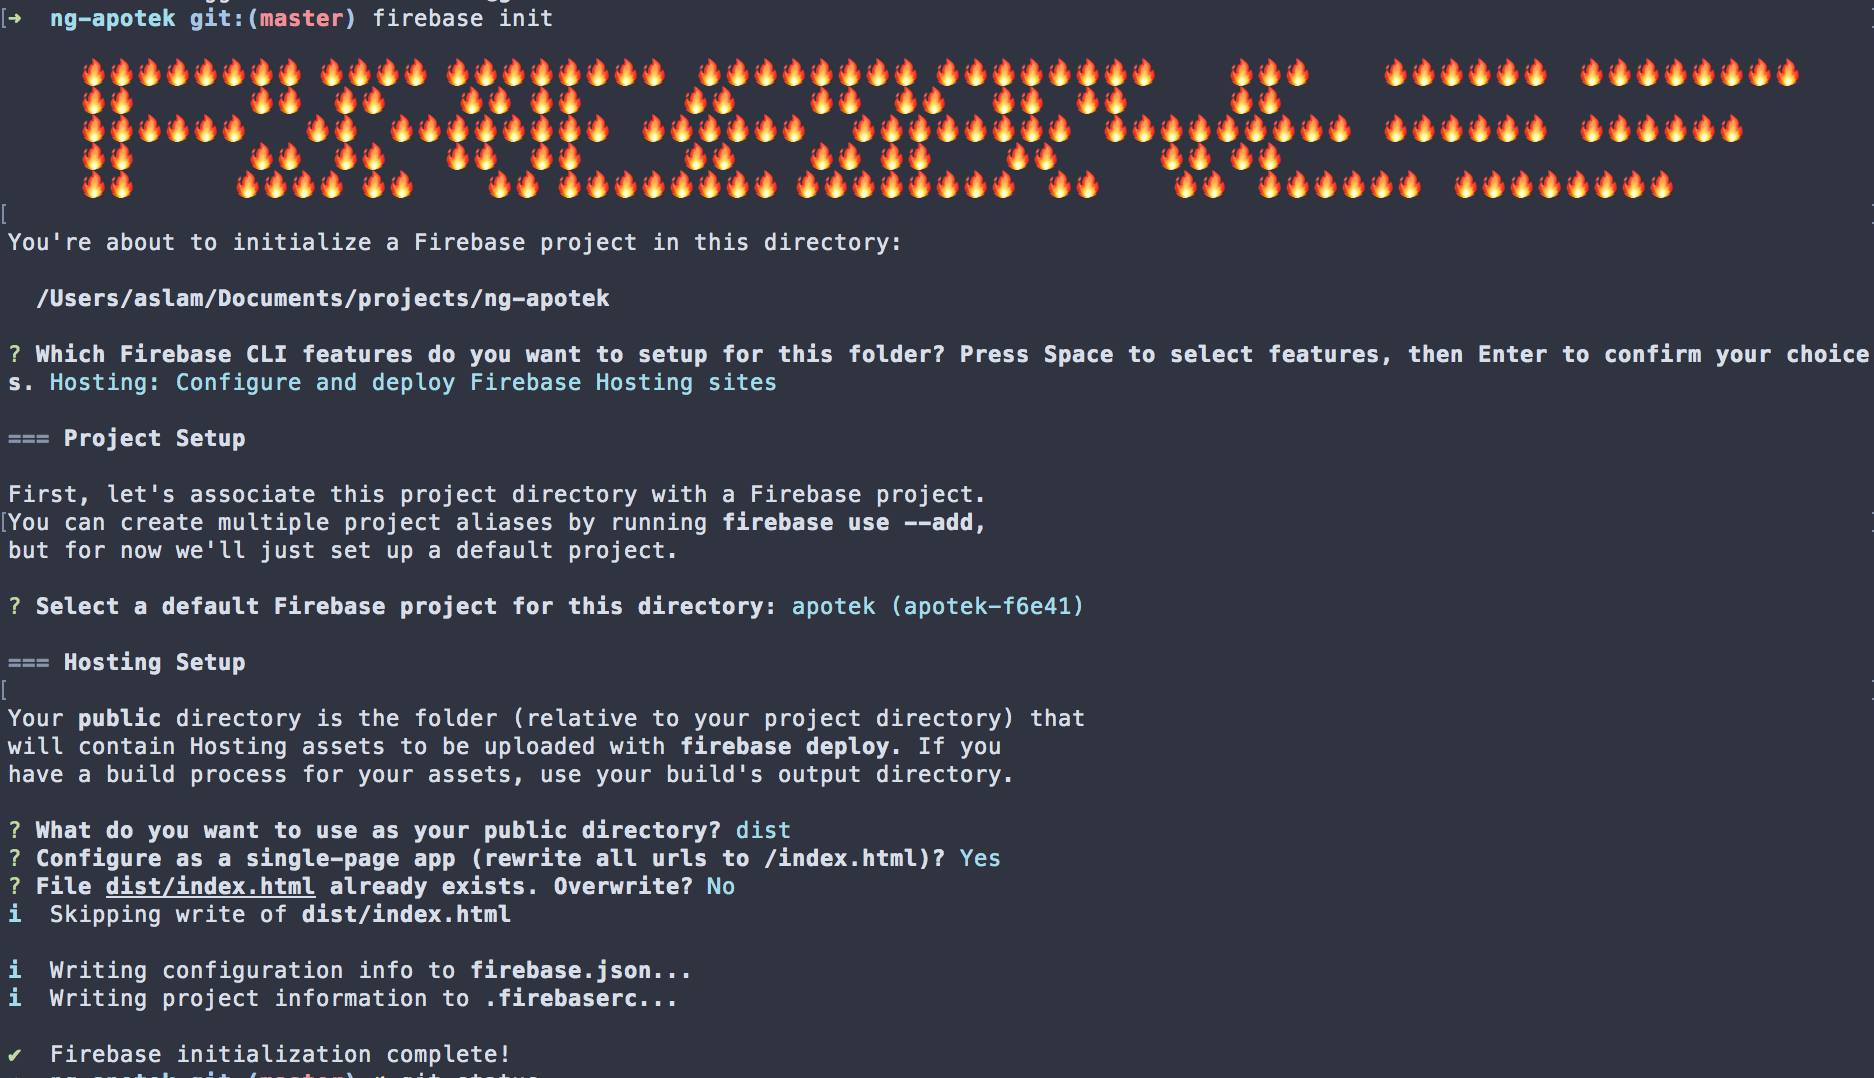 ➜ ng-apotek git:(master) firebase init
You're about to initialize a Firebase project in this directory:
/Users/aslam/Documents/projects/ng-apotek
? Which Firebase CLI features do you want to setup for this folder? Press Space to select features, then Enter to confirm your choice
s. Hosting: Configure and deploy Firebase Hosting sites
=== Project Setup
First, let's associate this project directory with a Firebase project.
You can create multiple project aliases by running firebase use --add,
but for now we'll just set up a default project.
? Select a default Firebase project for this directory: apotek (apotek-f6e41)
=== Hosting Setup
Your public directory is the folder (relative to your project directory) that
will contain Hosting assets to be uploaded with firebase deploy. If you
have a build process for your assets, use your build's output directory.
? What do you want to use as your public directory? dist
? Configure as a single-page app (rewrite all urls to /index.html)? Yes
? File dist/index.html already exists. Overwrite? No
i Skipping write of dist/index.html
i Writing configuration info to firebase.json...
i Writing project information to .firebaserc...
✔ Firebase initialization complete!
ng-apotek git:(master) git status